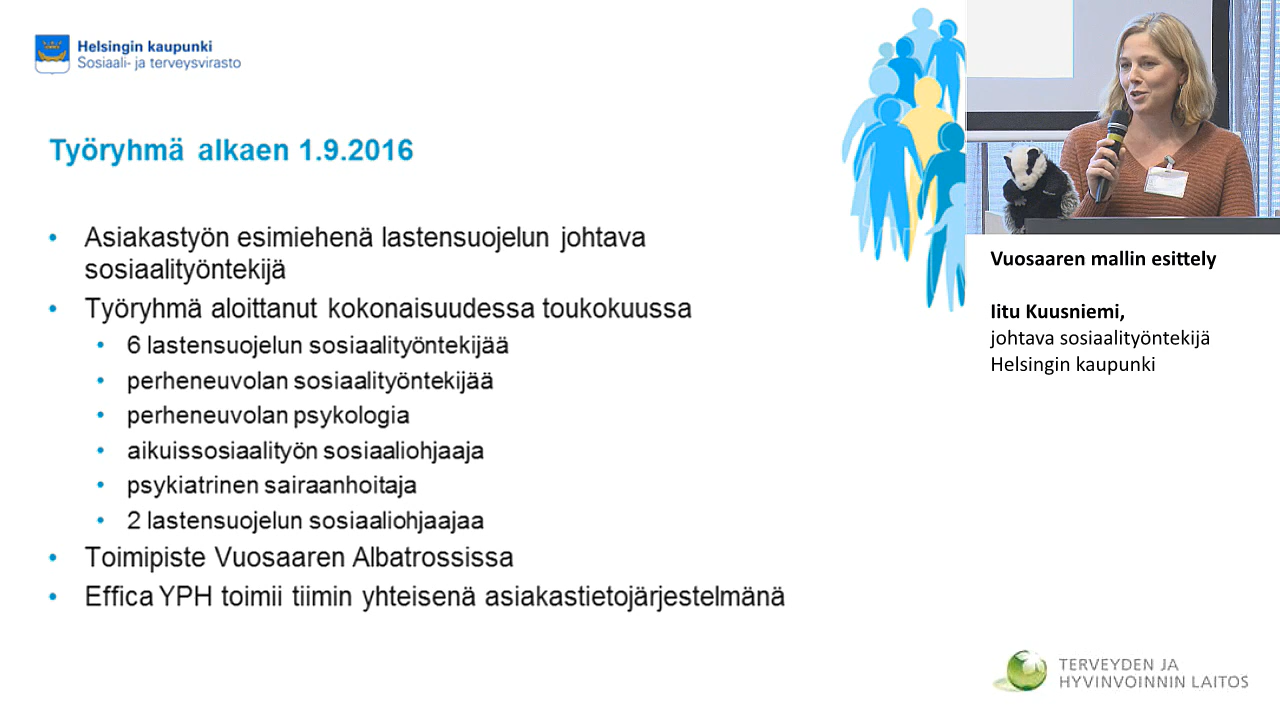 Helsingin kaupunki
Sosiaali- ja terveysvirasto
Työryhmä alkaen 1.9.2016
• Asiakastyön esimiehenä lastensuojelun johtava
sosiaalityöntekijä
• Työryhmä aloittanut kokonaisuudessa toukokuussa
• 6 lastensuojelun sosiaalityöntekijää
• perheneuvolan sosiaalityöntekijää
• perheneuvolan psykologia
• aikuissosiaalityön sosiaaliohjaaja
• psykiatrinen sairaanhoitaja
• 2 lastensuojelun sosiaaliohjaajaa
• Toimipiste Vuosaaren Albatrossissa
• Effica YPH toimii tiimin yhteisenä asiakastietojärjestelmänä
Vuosaaren mallin esittely
Iitu Kuusniemi,
johtava sosiaalityöntekijä
Helsingin kaupunki
TERVEYDEN JA
HYVINVOINNIN LAITOS